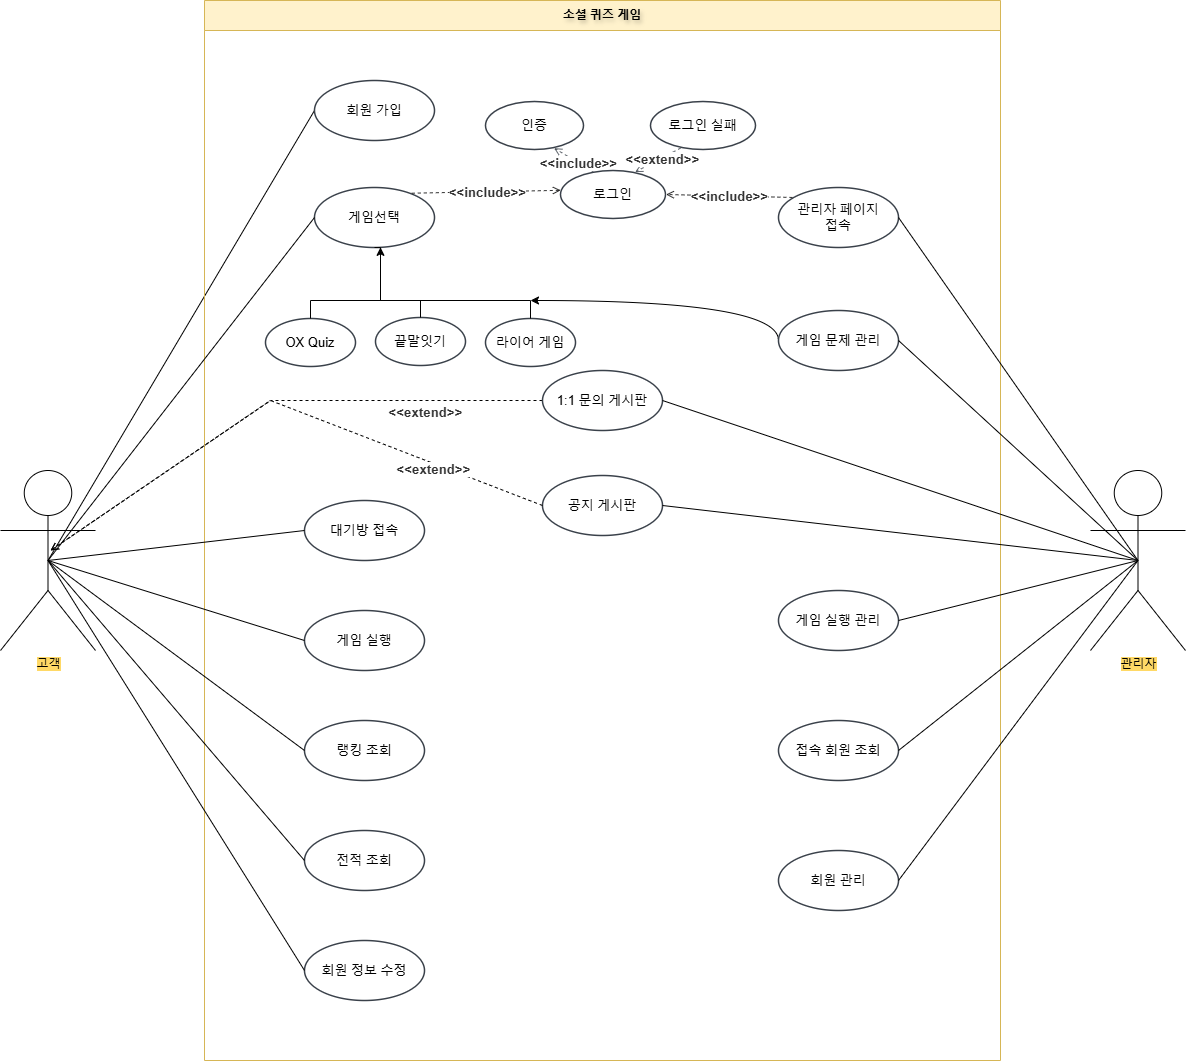 소셜 퀴즈 게임
회원 가입
인증
로그인 실패
<<include>>
<<extend>>
<<include>>
로그인
<<include>>
게임선택
관리자 페이지
접속
OX Quiz
끝말잇기
라이어 게임
게임 문제 관리
1:1 문의 게시판
<<extend>>
<<extend>>
공지 게시판
대기방 접속
게임 실행
게임 실행 관리
고객
관리자
랭킹 조회
접속 회원 조회
전적 조회
회원 관리
회원 정보 수정